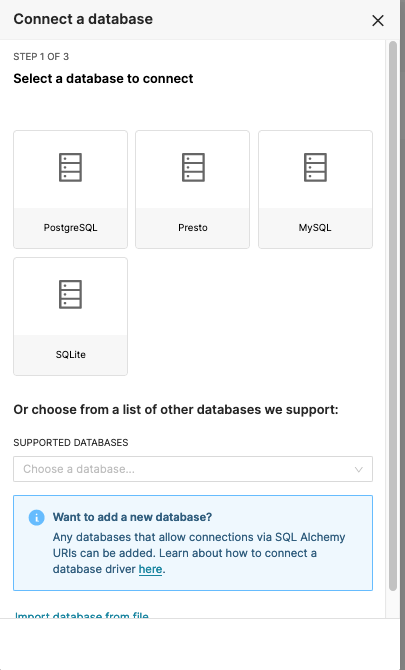 Connect a database
STEP 1 OF 3
Select a database to connect
PostgreSQL
Presto
MySQL
SQLite
Or choose from a list of other databases we support:
SUPPORTED DATABASES
Choose a database...
Want to add a new database?
Any databases that allow connections via SQL Alchemy
URIs can be added. Learn about how to connect a
database driver here.
Import database from file